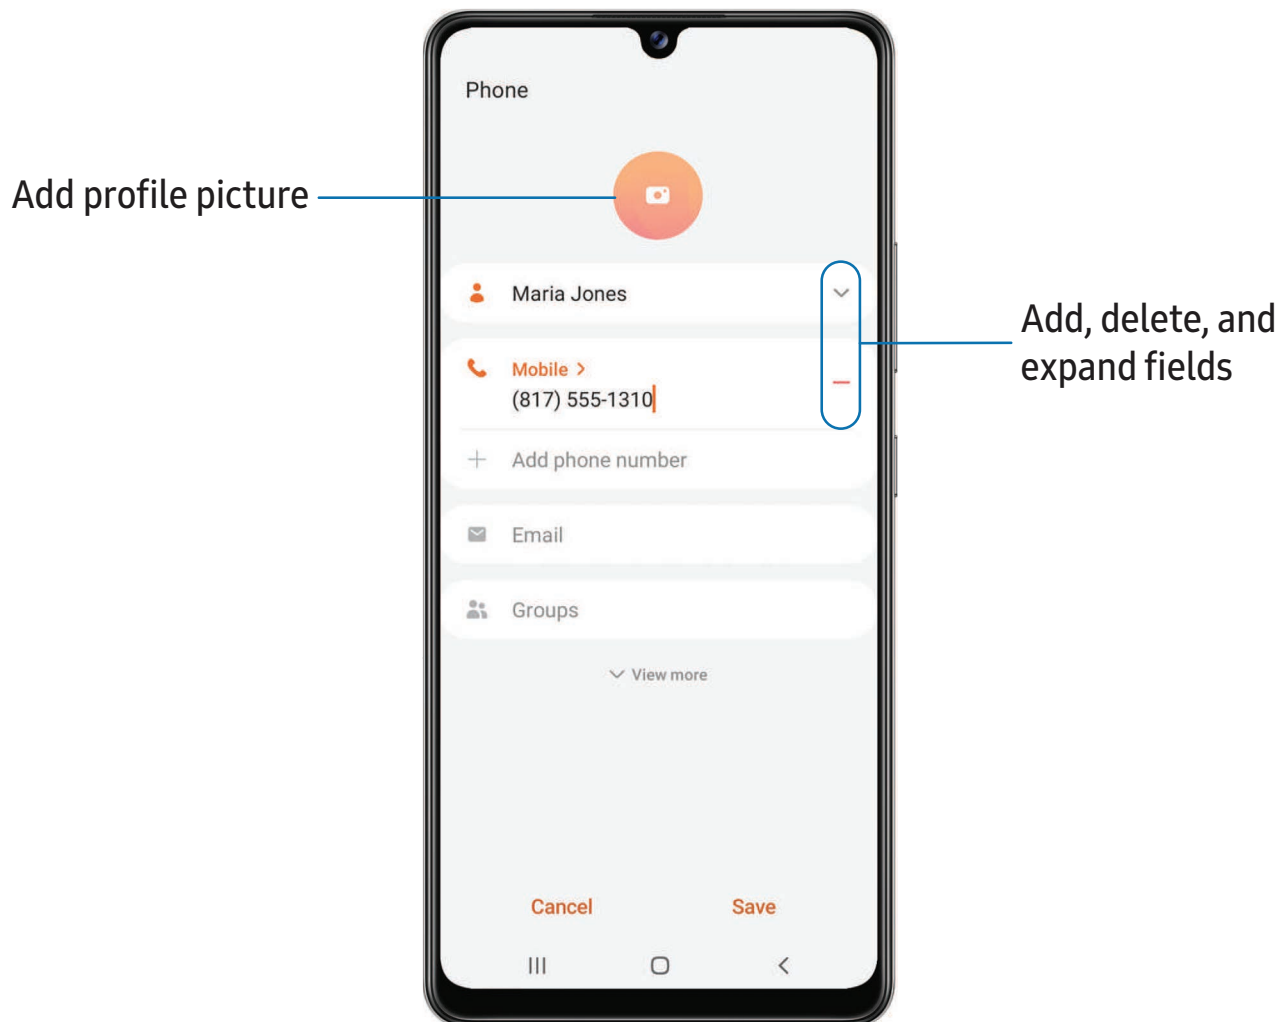 Phone
Add profile picture
Maria Jones
Add, delete, and
expand fields
Mobile >
(817) 555-1310
Add phone number
Email
Groups
View more
Cancel
Save